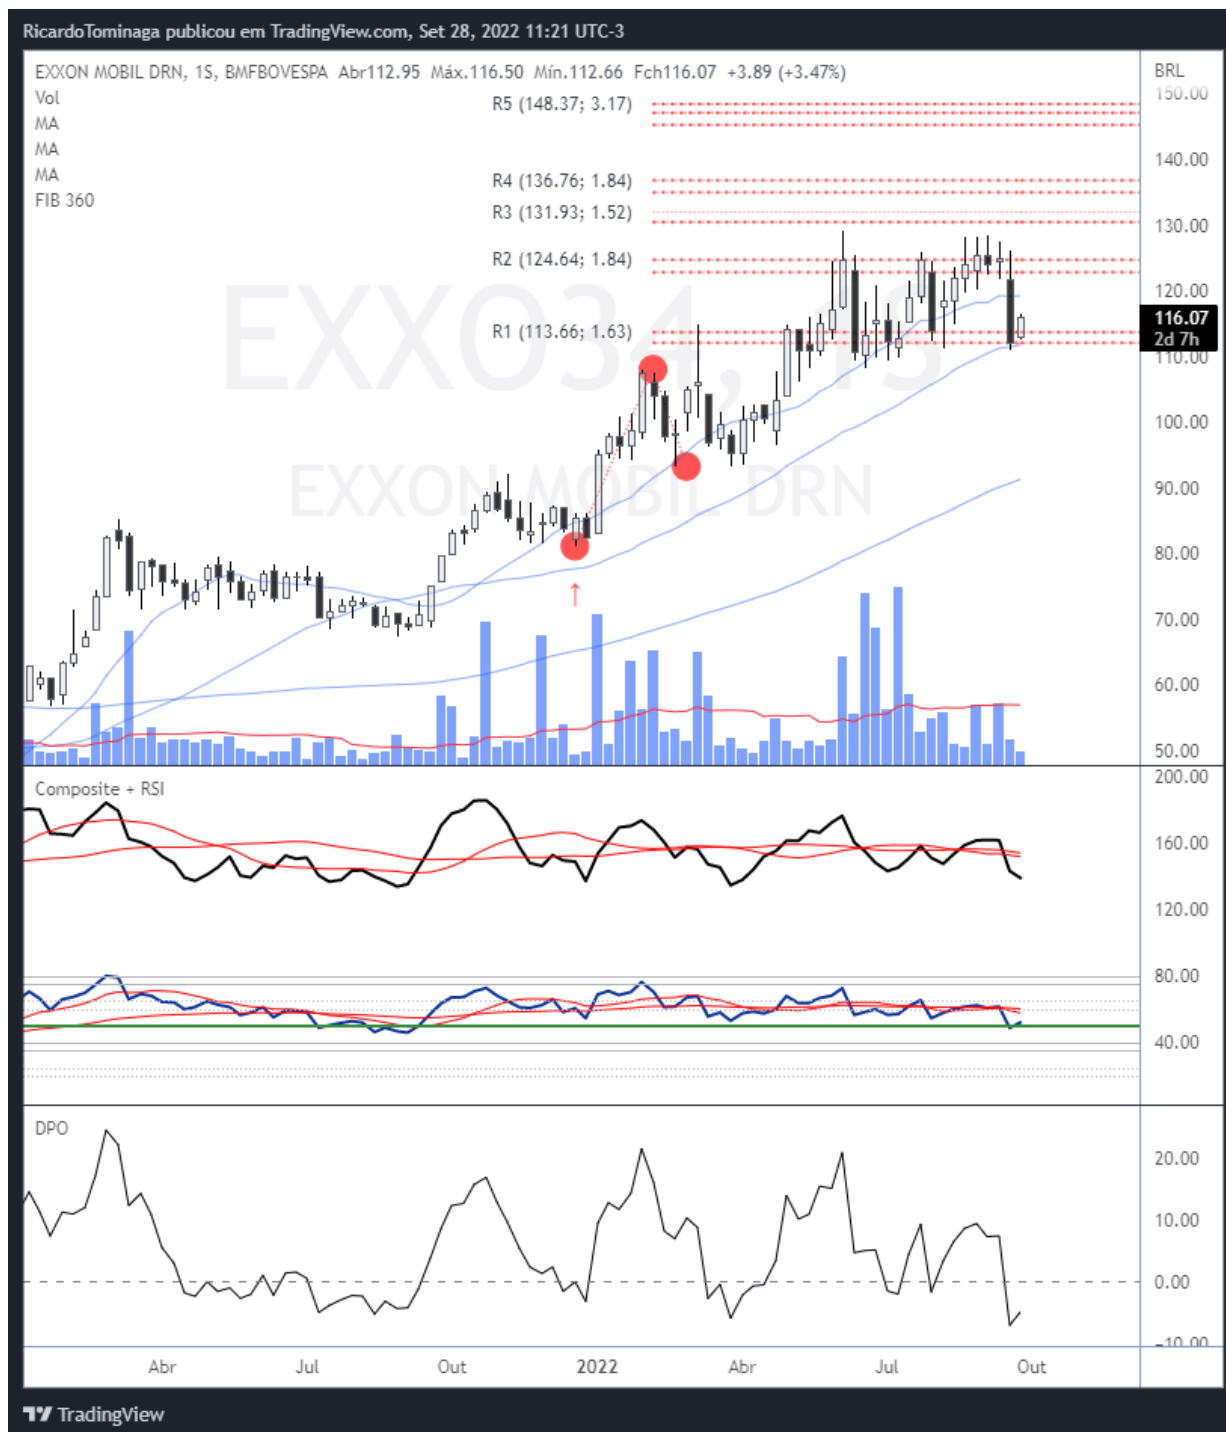 RicardoTominaga publicou em TradingView.com, Set 28, 2022 11:21 UTC-3
EXXON MOBIL DRN, 1S, BMFBOVESPA Abr112.95 Máx.116.50 Mín.112.66 Fch116.07 +3.89 (+3.47%)
BRL
Vol
MA
MA
MA
FIB 360
R5 (148.37; 3.17)
R4 (136.76; 1.84)
R3 (131.93; 1.52)
R2 (124.64; 1.84)
R1 (113.66; 1.63)
EXXO34, 1S
EXXON MOBIL DRN
150.00
140.00
130.00
120.00
116.07
2d 7h
110.00
100.00
90.00
80.00
70.00
60.00
50.00
Composite + RSI
200.00
160.00
120.00
80.00
40.00
DPO
20.00
10.00
0.00
-10.00
Abr Jul Out 2022 Abr Jul Out
TradingView